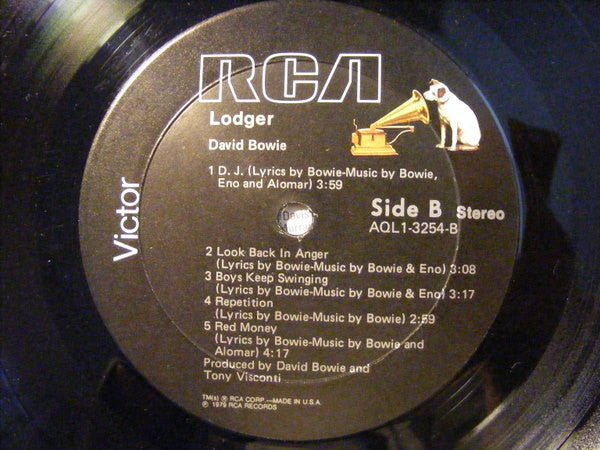 RCA
Victor
Lodger
David Bowie
1 D. J. (Lyrics by Bowie-Music by Bowie,
Eno and Alomar) 3:59
Side B Stereo
AQL1-3254-B
2 Look Back In Anger
(Lyrics by Bowie-Music by Bowie & Eno) 3:08
3 Boys Keep Swinging
(Lyrics by Bowie-Music by Bowie & Eno) 3:17
4 Repetition
(Lyrics by Bowie-Music by Bowie) 2:59
5 Red Money
(Lyrics by Bowie-Music by Bowie and
Alomar) 4:17
Produced by David Bowie and
Tony Visconti
TM(s) ® RCA CORP.—MADE IN U.S.A.
℗ 1979 RCA RECORDS